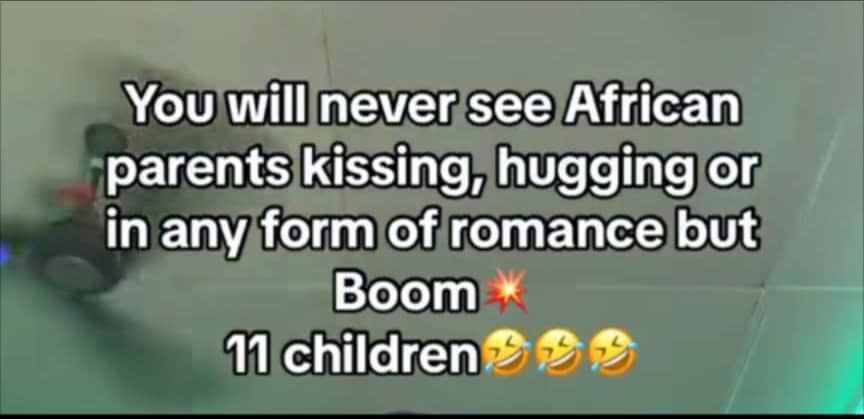 You will never see African
parents kissing, hugging or
in any form of romance but
Boom💥
11 children🤣🤣🤣